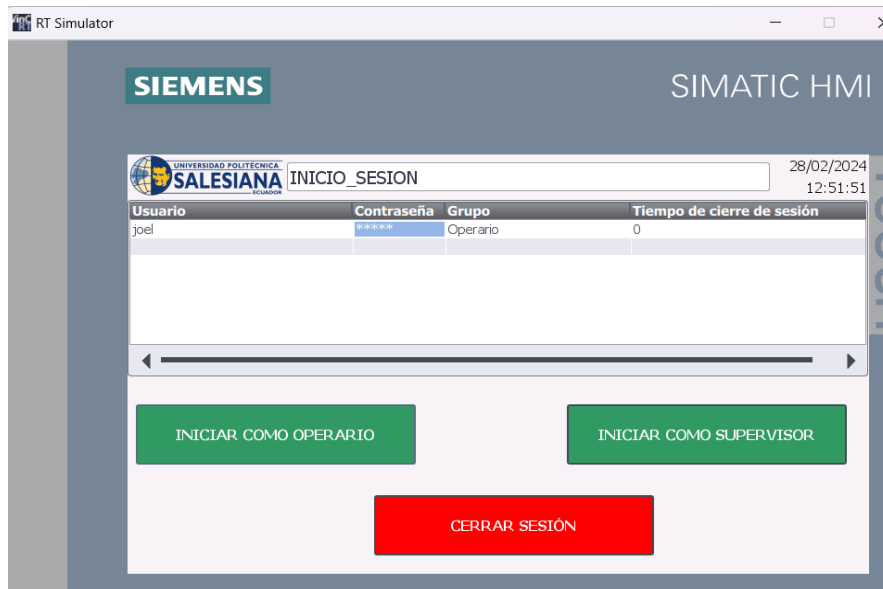 RT Simulator
SIEMENS
SIMATIC HMI
UNIVERSIDAD POLITÉCNICA
SALESIANA
ECUADOR
INICIO_SESION
28/02/2024
12:51:51
Usuario Contraseña Grupo Tiempo de cierre de sesión
joel ***** Operario 0
INICIAR COMO OPERARIO
INICIAR COMO SUPERVISOR
CERRAR SESIÓN